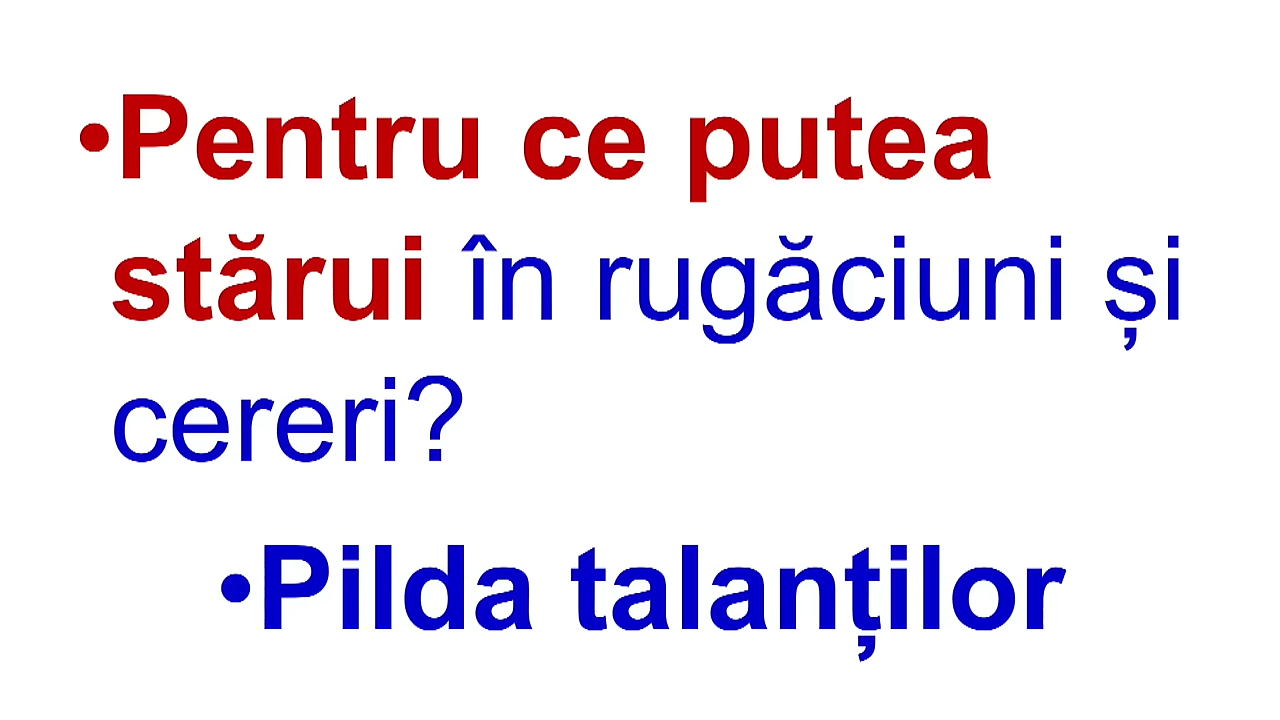 •Pentru ce putea
stărui în rugăciuni și
cereri?
•Pilda talanților